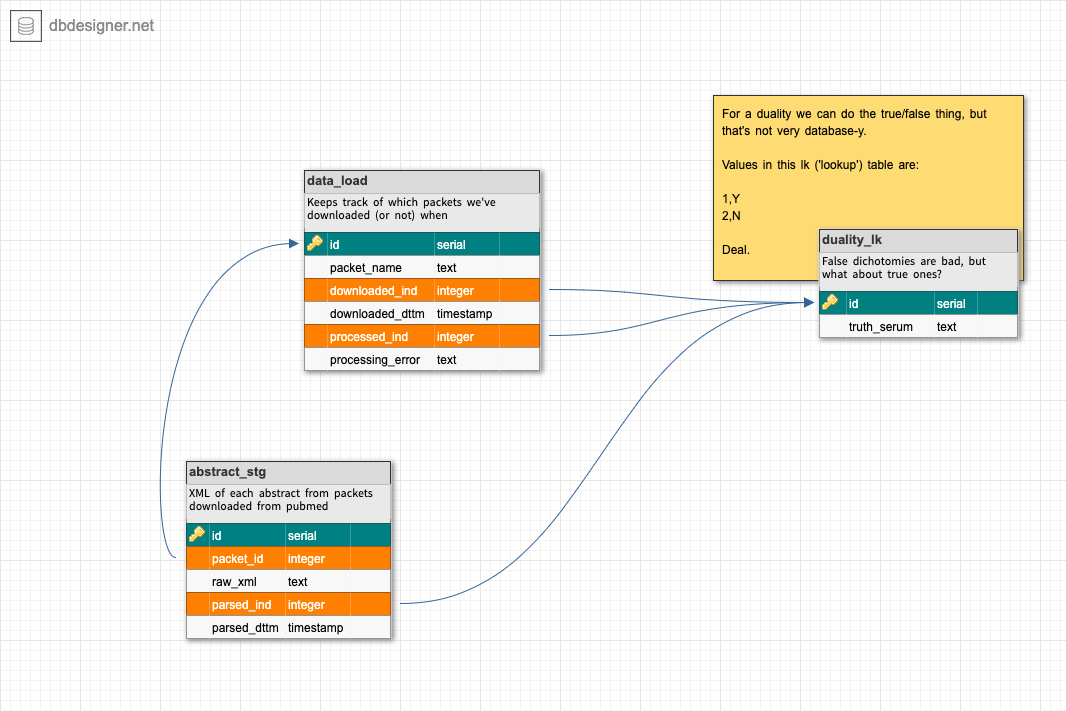 dbdesigner.net
For a duality we can do the true/false thing, but
that's not very database-y.
Values in this lk ('lookup') table are:
1,Y
2,N
Deal.
data_load
Keeps track of which packets we've
downloaded (or not) when
id serial
packet_name text
downloaded_ind integer
downloaded_dttm timestamp
processed_ind integer
processing_error text
duality_lk
False dichotomies are bad, but
what about true ones?
id serial
truth_serum text
abstract_stg
XML of each abstract from packets
downloaded from pubmed
id serial
packet_id integer
raw_xml text
parsed_ind integer
parsed_dttm timestamp